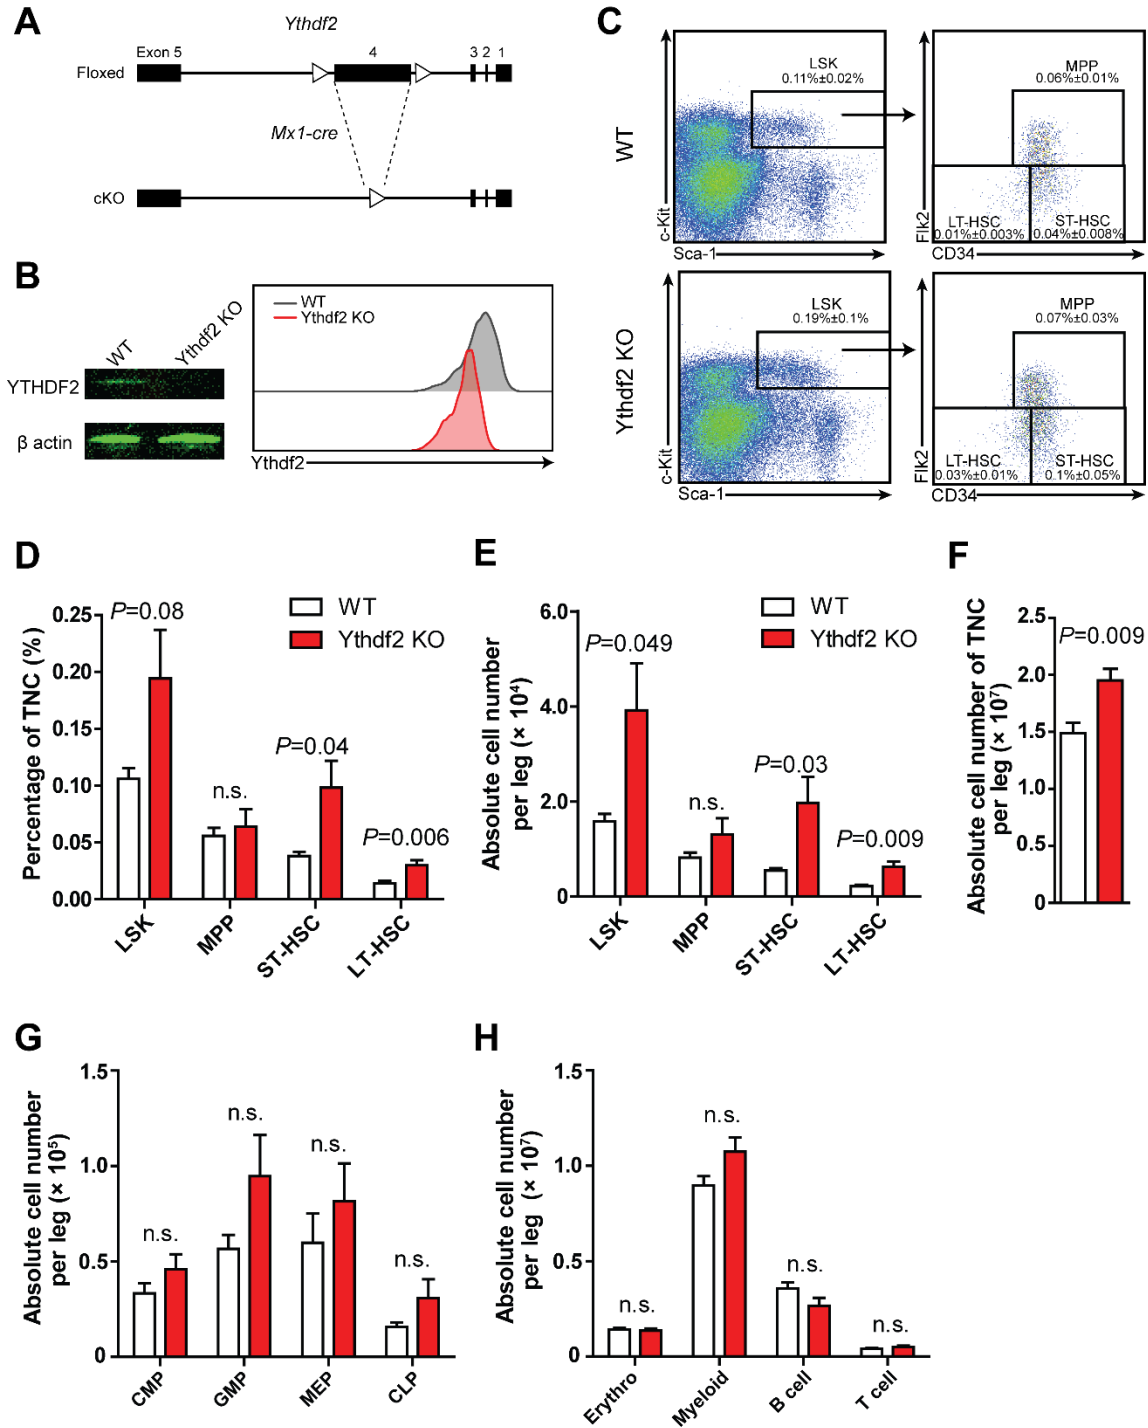 A
Ythdf2
Exon 5
4
3 2 1
Floxed
Mx1-cre
cKO
B
WT
Ythdf2 KO
YTHDF2
β actin
WT
Ythdf2 KO
Ythdf2
C
WT
LSK
0.11%±0.02%
c-Kit
Sca-1
MPP
0.06%±0.01%
LT-HSC
0.01%±0.003%
ST-HSC
0.04%±0.008%
Flk2
CD34
Ythdf2 KO
LSK
0.19%±0.1%
c-Kit
Sca-1
MPP
0.07%±0.03%
LT-HSC
0.03%±0.01%
ST-HSC
0.1%±0.05%
Flk2
CD34
D
WT
Ythdf2 KO
Percentage of TNC (%)
0.25
0.20
0.15
0.10
0.05
0.00
P=0.08
n.s.
P=0.04
P=0.006
LSK
MPP
ST-HSC
LT-HSC
E
WT
Ythdf2 KO
Absolute cell number
per leg (× 10⁴)
6.0
4.0
2.0
0
P=0.049
n.s.
P=0.03
P=0.009
LSK
MPP
ST-HSC
LT-HSC
F
Absolute cell number of TNC
per leg (× 10⁷)
2.5
2.0
1.5
1.0
0.5
0
P=0.009
G
Absolute cell number
per leg (× 10⁵)
1.5
1.0
0.5
0
n.s.
n.s.
n.s.
n.s.
CMP
GMP
MEP
CLP
H
Absolute cell number
per leg (× 10⁷)
1.5
1.0
0.5
0
n.s.
n.s.
n.s.
n.s.
Erythro
Myeloid
B cell
T cell